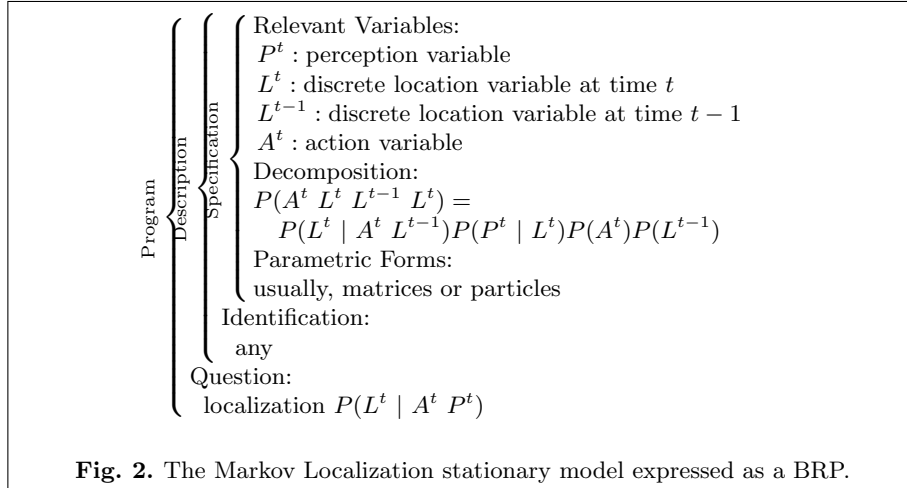 Program
Description
Specification
Relevant Variables:
P^t : perception variable
L^t : discrete location variable at time t
L^{t−1} : discrete location variable at time t − 1
A^t : action variable
Decomposition:
P(A^t L^t L^{t−1} L^t) =
P(L^t | A^t L^{t−1})P(P^t | L^t)P(A^t)P(L^{t−1})
Parametric Forms:
usually, matrices or particles
Identification:
any
Question:
localization P(L^t | A^t P^t)
Fig. 2. The Markov Localization stationary model expressed as a BRP.